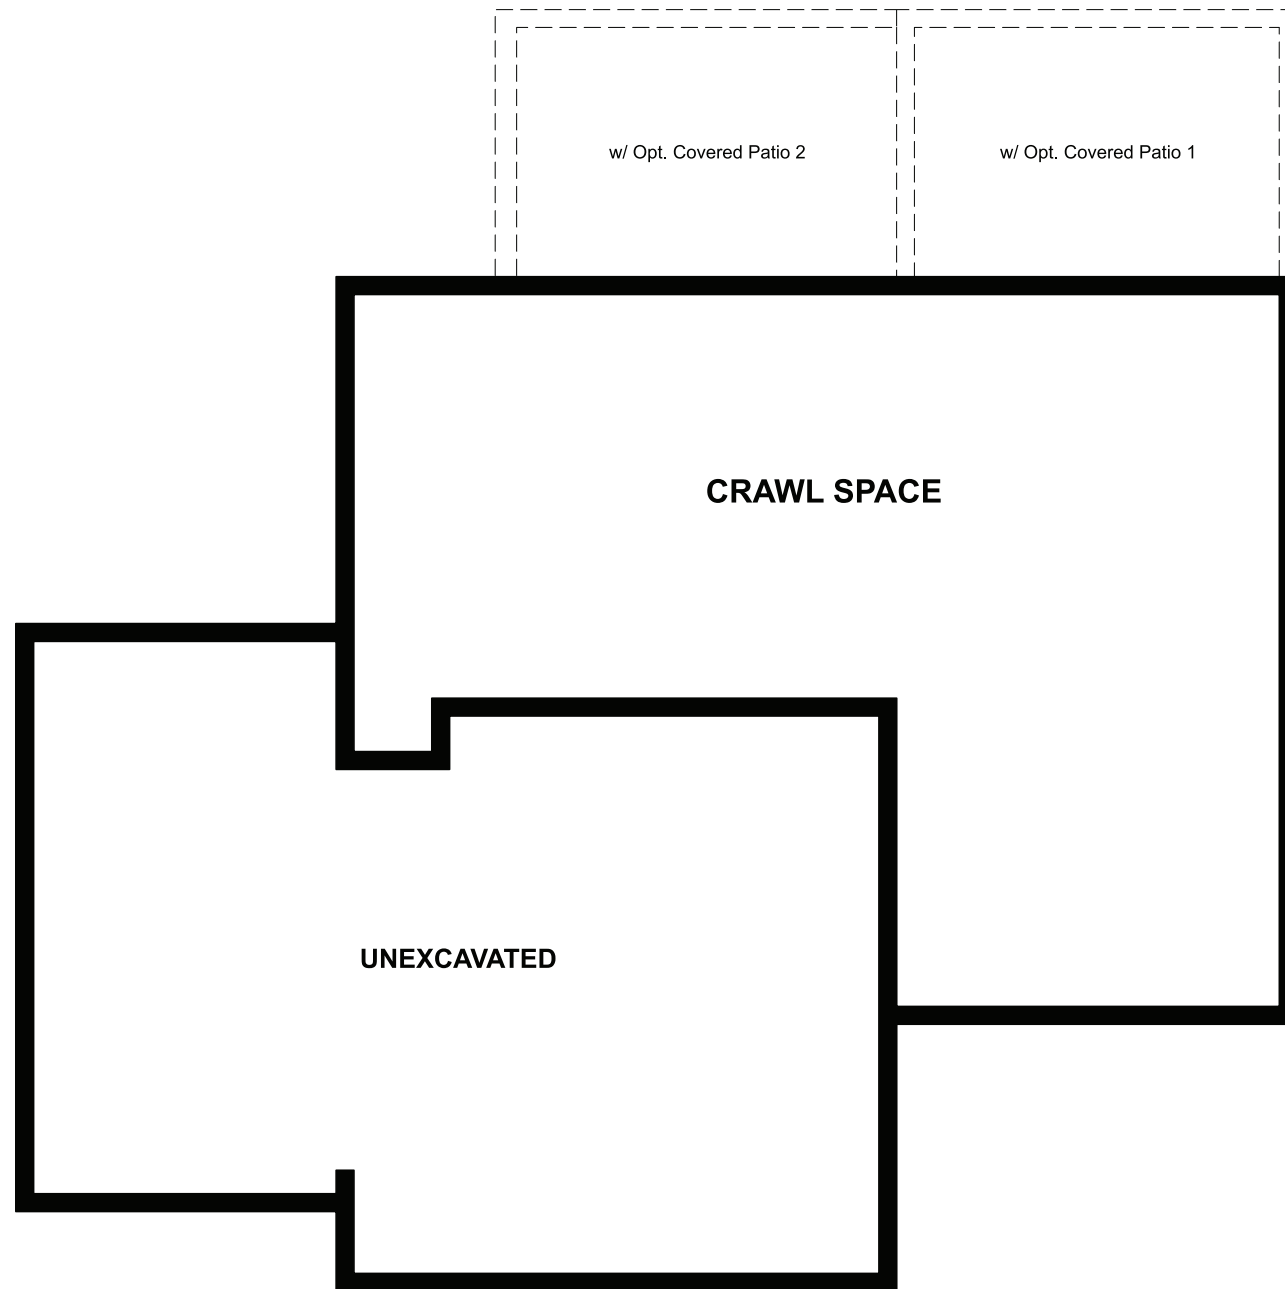 w/ Opt. Covered Patio 2
w/ Opt. Covered Patio 1
CRAWL SPACE
UNEXCAVATED